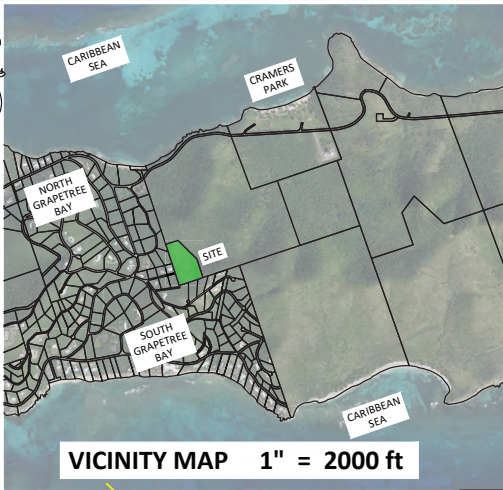 CARIBBEAN
SEA
CRAMERS
PARK
NORTH
GRAPETREE
BAY
SITE
SOUTH
GRAPETREE
BAY
CARIBBEAN
SEA
VICINITY MAP 1" = 2000 ft